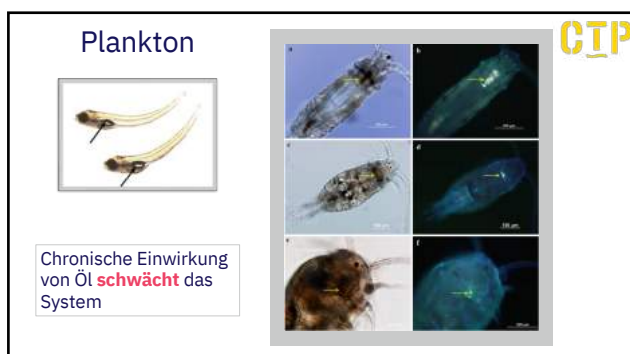 Plankton
CTP
a
b
c
d
e
f
Chronische Einwirkung
von Öl schwächt das
System